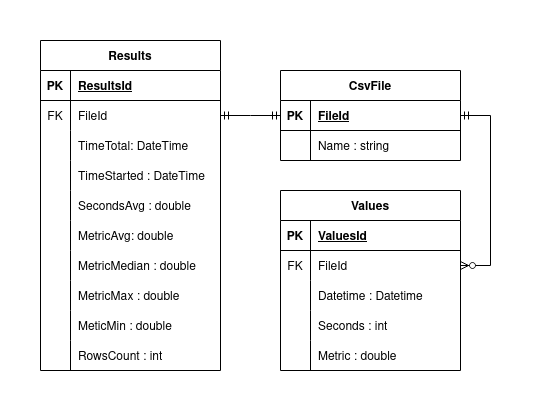 Results
PK ResultsId
FK FileId
TimeTotal: DateTime
TimeStarted : DateTime
SecondsAvg : double
MetricAvg: double
MetricMedian : double
MetricMax : double
MeticMin : double
RowsCount : int
CsvFile
PK FileId
Name : string
Values
PK ValuesId
FK FileId
Datetime : Datetime
Seconds : int
Metric : double